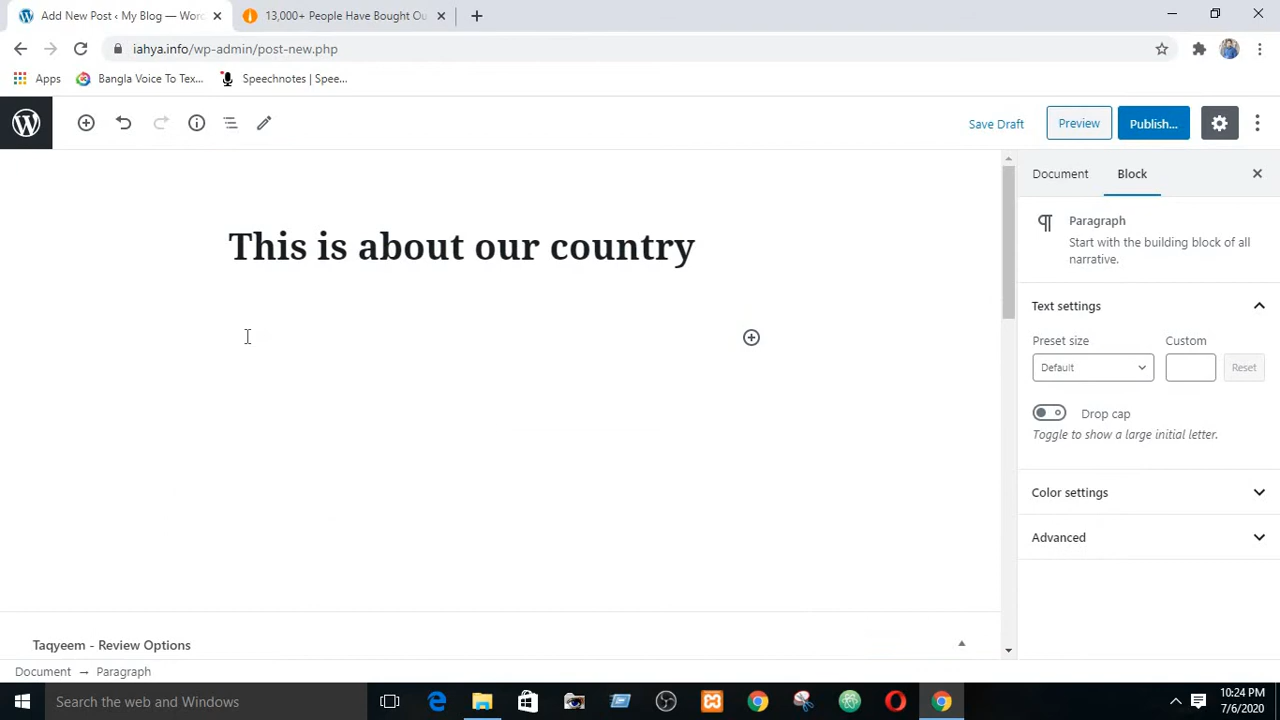 Add New Post ‹ My Blog — Wor
13,000+ People Have Bought Ou
iahya.info/wp-admin/post-new.php
Apps
Bangla Voice To Tex...
Speechnotes | Spee...
Save Draft
Preview
Publish...
This is about our country
Document
Block
Paragraph
Start with the building block of all
narrative.
Text settings
Preset size
Custom
Default
Reset
Drop cap
Toggle to show a large initial letter.
Color settings
Advanced
Taqyeem - Review Options
Document → Paragraph
Search the web and Windows
10:24 PM
7/6/2020